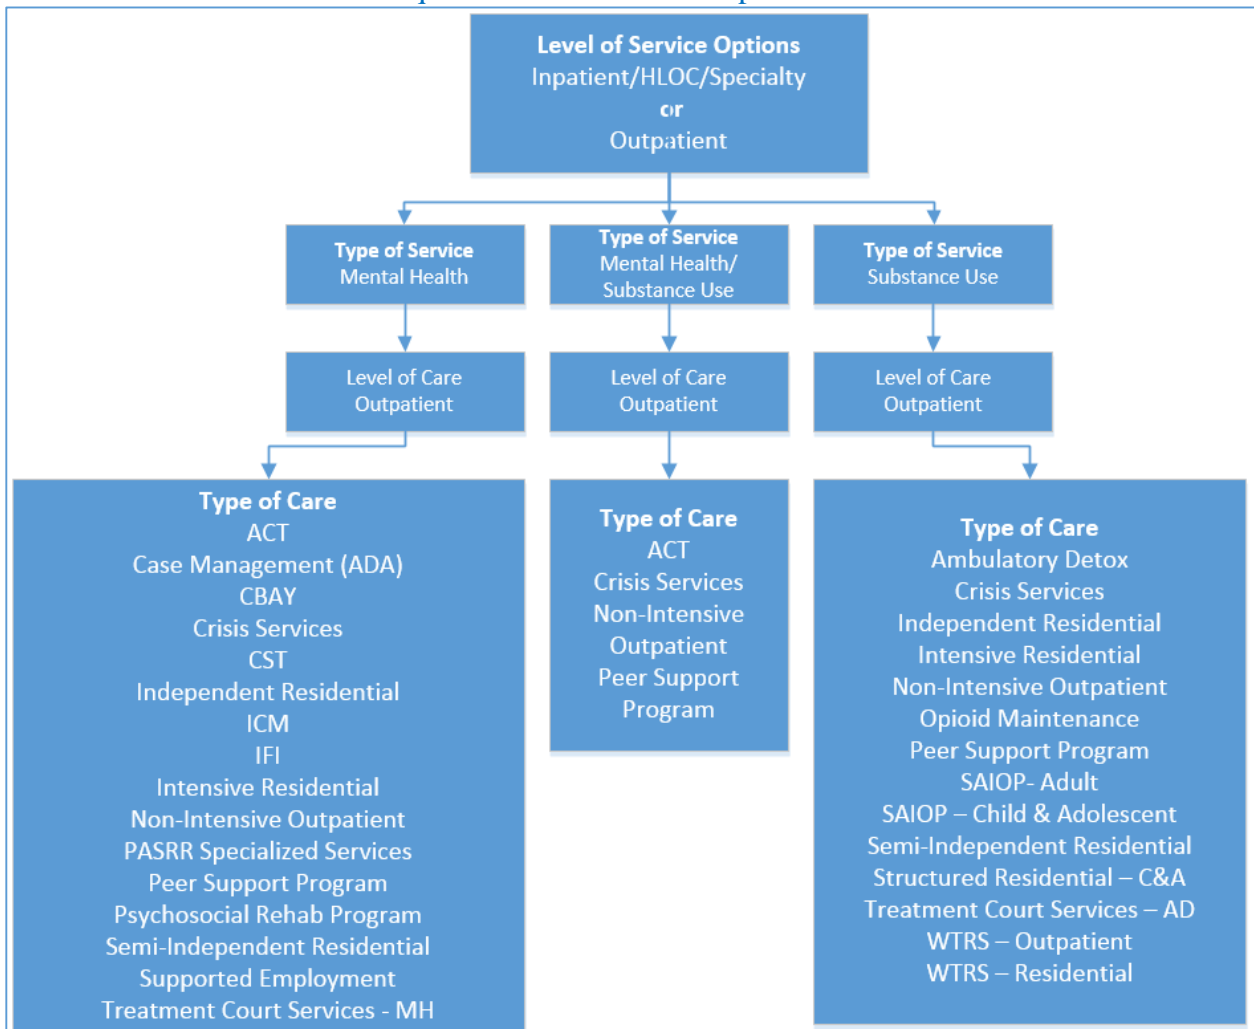 Level of Service Options
Inpatient/HLOC/Specialty
or
Outpatient
Type of Service
Mental Health
Type of Service
Mental Health/
Substance Use
Type of Service
Substance Use
Level of Care
Outpatient
Level of Care
Outpatient
Level of Care
Outpatient
Type of Care
ACT
Case Management (ADA)
CBAY
Crisis Services
CST
Independent Residential
ICM
IFI
Intensive Residential
Non-Intensive Outpatient
PASRR Specialized Services
Peer Support Program
Psychosocial Rehab Program
Semi-Independent Residential
Supported Employment
Treatment Court Services - MH
Type of Care
ACT
Crisis Services
Non-Intensive
Outpatient
Peer Support
Program
Type of Care
Ambulatory Detox
Crisis Services
Independent Residential
Intensive Residential
Non-Intensive Outpatient
Opioid Maintenance
Peer Support Program
SAIOP- Adult
SAIOP – Child & Adolescent
Semi-Independent Residential
Structured Residential – C&A
Treatment Court Services – AD
WTRS – Outpatient
WTRS – Residential